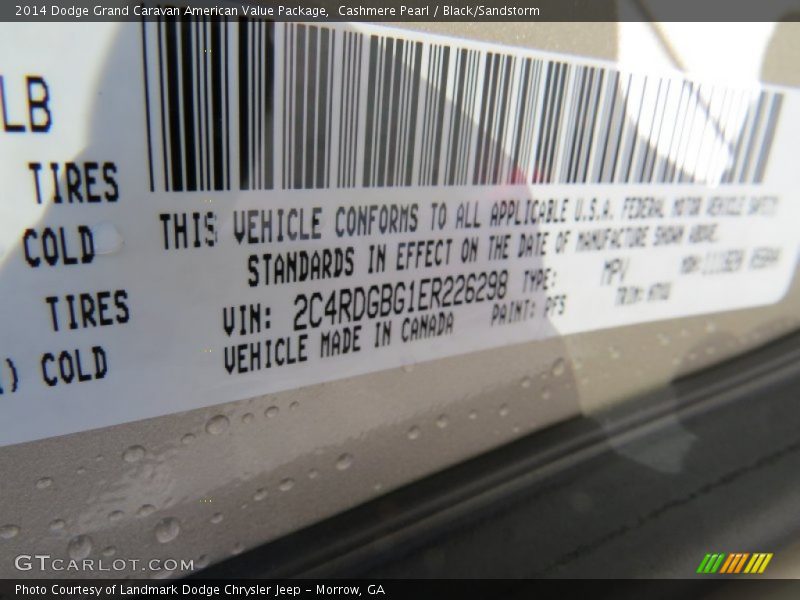 2014 Dodge Grand Caravan American Value Package,  Cashmere Pearl / Black/Sandstorm
LB
TIRES
COLD
TIRES
) COLD
THIS VEHICLE CONFORMS TO ALL APPLICABLE U.S.A. FEDERAL MOTOR VEHICLE SAFETY
STANDARDS IN EFFECT ON THE DATE OF MANUFACTURE SHOWN ABOVE.
VIN: 2C4RDGBG1ER226298 TYPE: MPV
VEHICLE MADE IN CANADA PAINT: PFS TRIM:
GTCARLOT.COM
Photo Courtesy of Landmark Dodge Chrysler Jeep – Morrow, GA